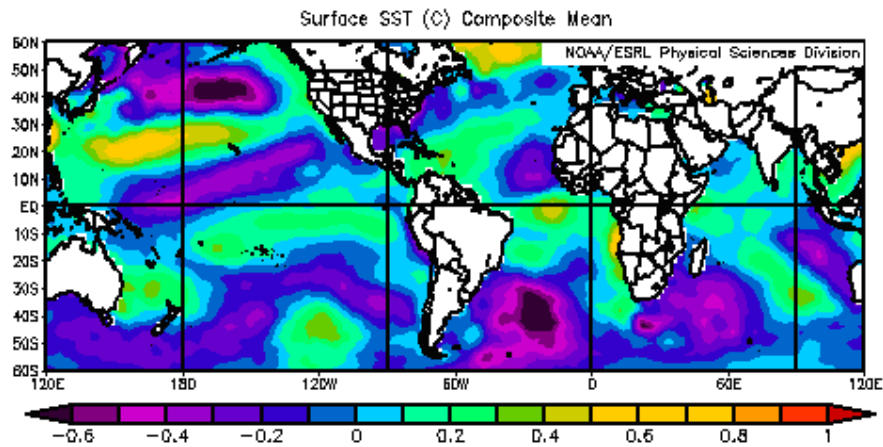 Surface SST (C) Composite Mean
NOAA/ESRL Physical Sciences Division
60N
50N
40N
30N
20N
10N
EQ
10S
20S
30S
40S
50S
60S
120E 180 120W 60W 0 60E 120E
-0.6 -0.4 -0.2 0 0.2 0.4 0.6 0.8 1